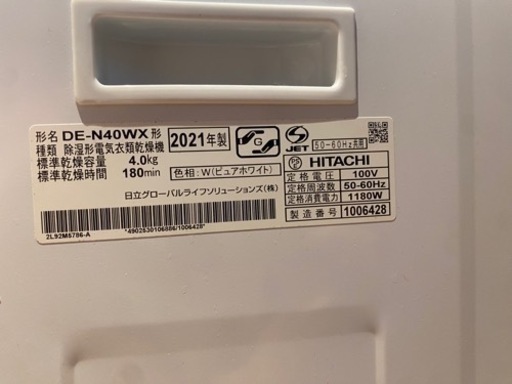 形名 DE-N40WX 形
種類 除湿形電気衣類乾燥機
標準乾燥容量 4.0kg
標準乾燥時間 180min
2021年製
色相:W(ピュアホワイト)
日立グローバルライフソリューションズ(株)
*4902530106886/1006428*
2L92M8786-A
G
S
JET
50-60Hz共用
PS
E
HITACHI
定格電圧 100V
定格周波数 50-60Hz
定格消費電力 1180W
製造番号 1006428